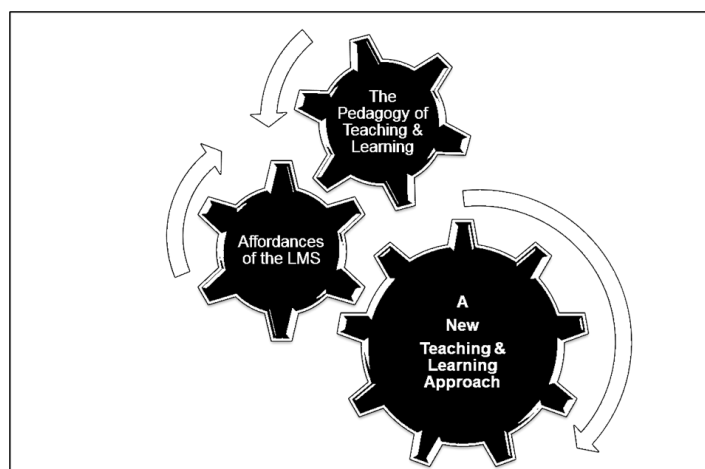 The
Pedagogy of
Teaching &
Learning
Affordances
of the LMS
A
New
Teaching &
Learning
Approach